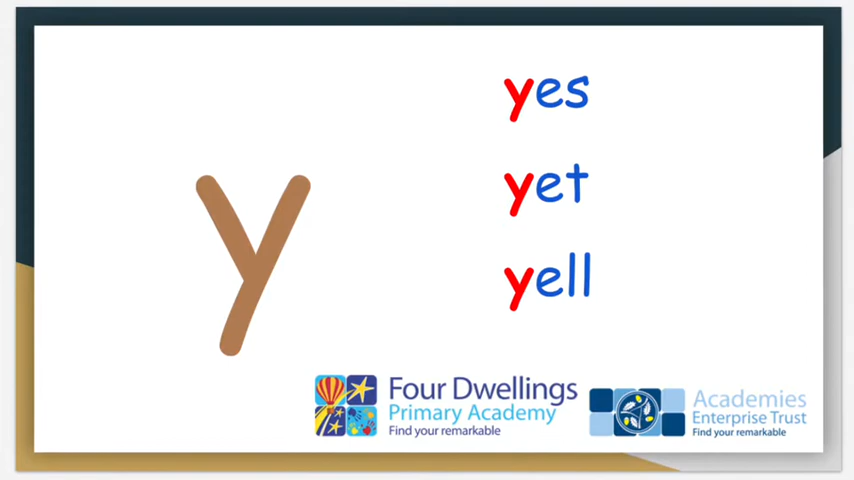 y
yes
yet
yell
Four Dwellings
Primary Academy
Find your remarkable
Academies
Enterprise Trust
Find your remarkable